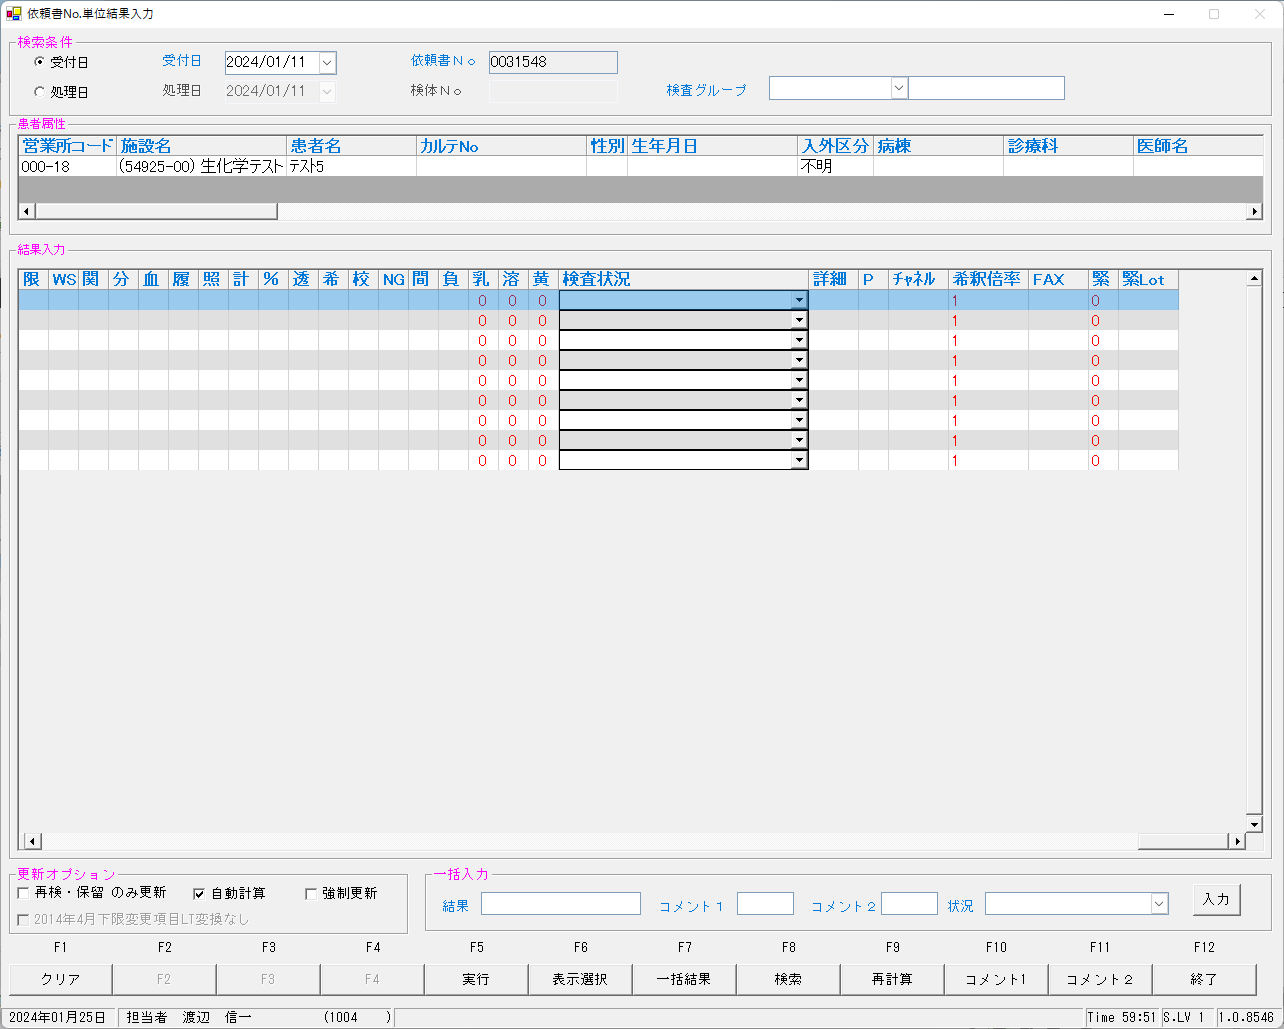 依頼書No.単位結果入力
検索条件
受付日 受付日 2024/01/11 依頼書Ｎｏ 0031548
処理日 処理日 2024/01/11 検体Ｎｏ 検査グループ
患者属性
営業所コード 施設名 患者名 カルテNo 性別 生年月日 入外区分 病棟 診療科 医師名
000-18 (54925-00) 生化学テスト ﾃｽﾄ5 不明
結果入力
限 WS 関 分 血 履 照 計 % 透 希 校 NG 間 負 乳 溶 黄 検査状況 詳細 P ﾁｬﾈﾙ 希釈倍率 FAX 緊 緊Lot
0 0 0 1 0
0 0 0 1 0
0 0 0 1 0
0 0 0 1 0
0 0 0 1 0
0 0 0 1 0
0 0 0 1 0
0 0 0 1 0
0 0 0 1 0
更新オプション
再検・保留 のみ更新 自動計算 強制更新
2014年4月下限変更項目LT変換なし
一括入力
結果 コメント１ コメント２ 状況 入力
F1 F2 F3 F4 F5 F6 F7 F8 F9 F10 F11 F12
クリア F2 F3 F4 実行 表示選択 一括結果 検索 再計算 コメント1 コメント２ 終了
2024年01月25日 担当者 渡辺 信一 (1004 ) Time 59:51 S.LV 1 1.0.8546